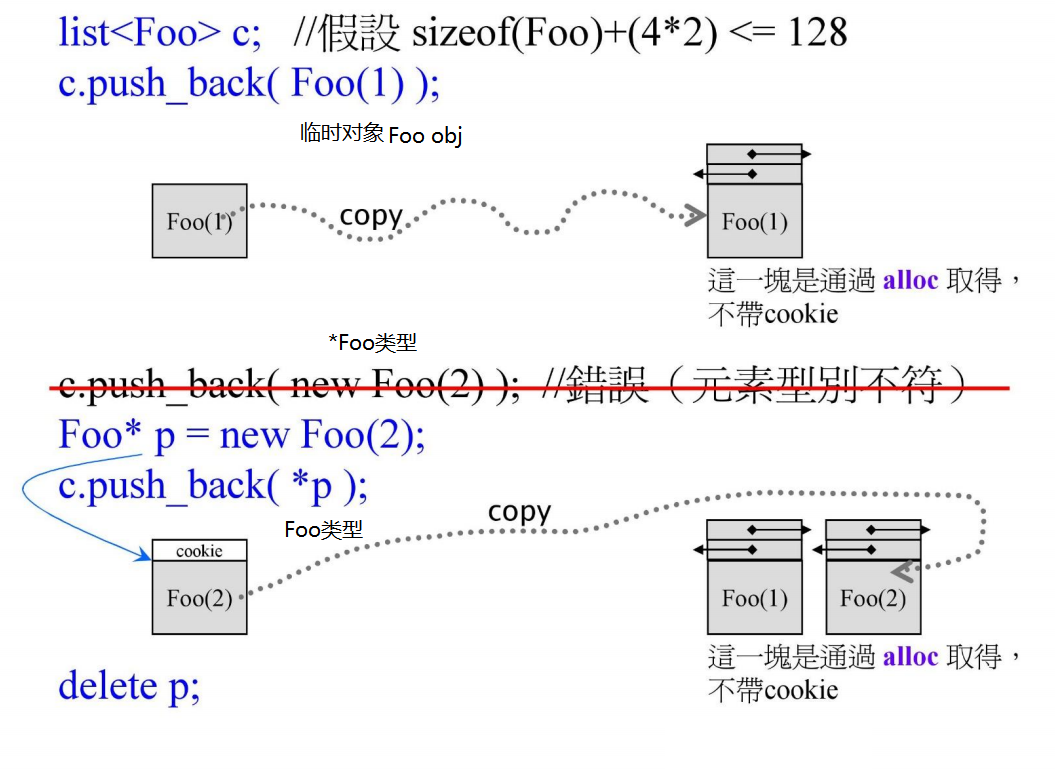 list<Foo> c; //假設 sizeof(Foo)+(4*2) <= 128
c.push_back( Foo(1) );
临时对象 Foo obj
Foo(1)
copy
Foo(1)
這一塊是通過 alloc 取得，
不帶cookie
*Foo类型
c.push_back( new Foo(2) ); //錯誤（元素型別不符）
Foo* p = new Foo(2);
c.push_back( *p );
Foo类型
copy
cookie
Foo(2)
Foo(1)
Foo(2)
這一塊是通過 alloc 取得，
不帶cookie
delete p;